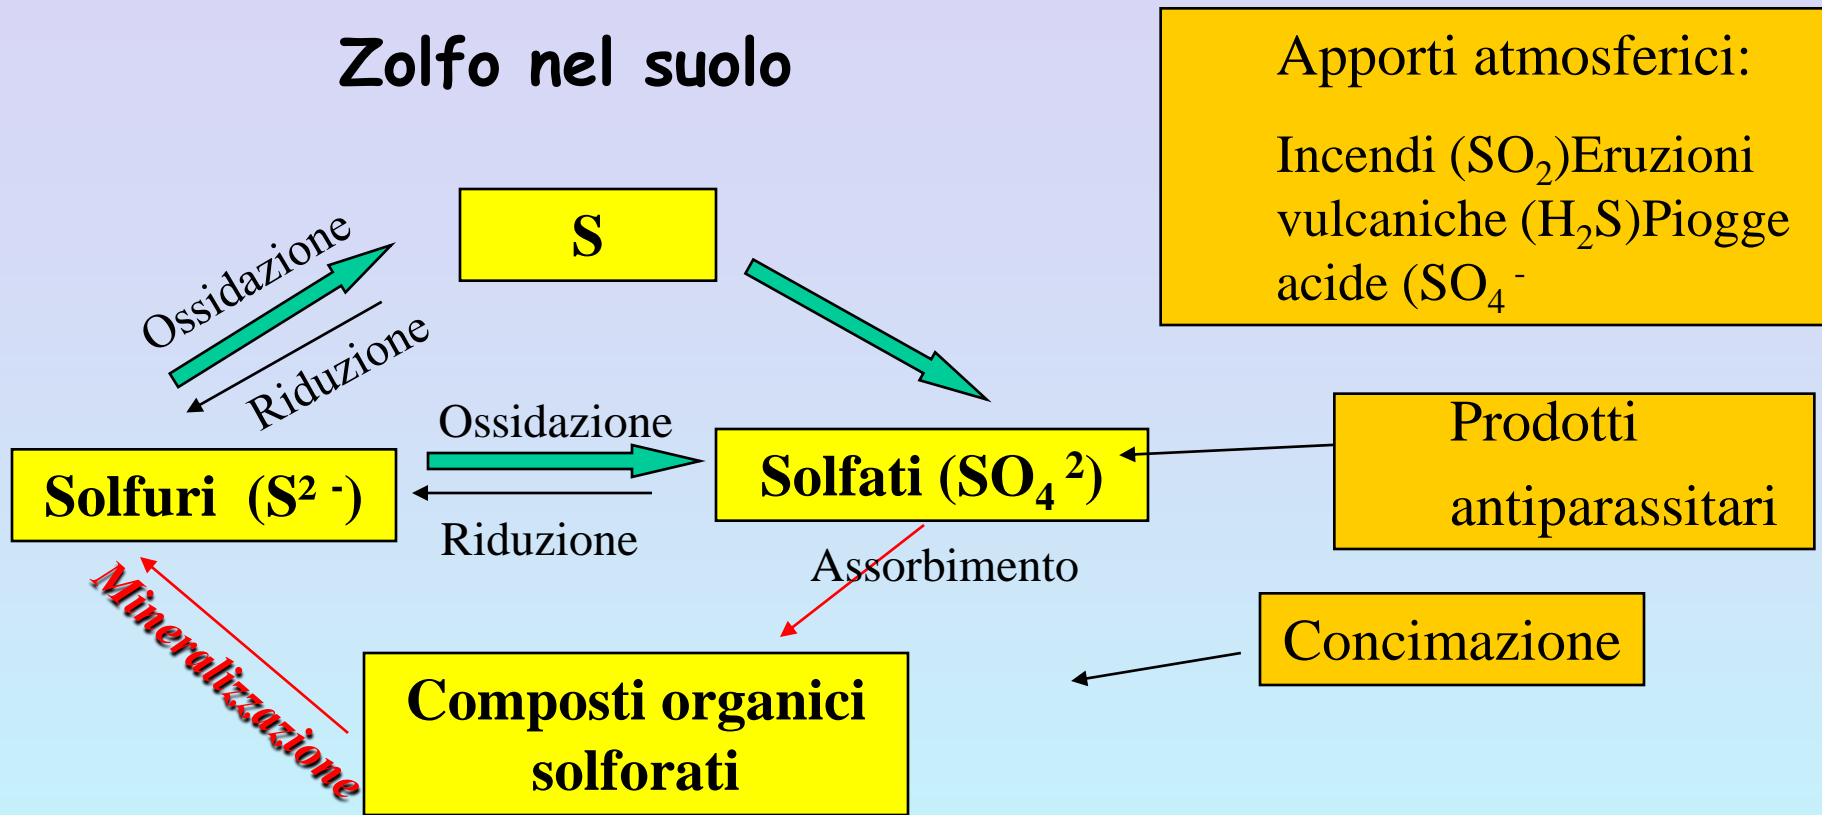 Zolfo nel suolo
Apporti atmosferici:
Incendi (SO₂)Eruzioni
vulcaniche (H₂S)Piogge
acide (SO₄ ⁻
S
Ossidazione
Riduzione
Ossidazione
Prodotti
antiparassitari
Solfuri (S² ⁻)
Solfati (SO₄ ²)
Riduzione
Assorbimento
Mineralizzazione
Concimazione
Composti organici
solforati